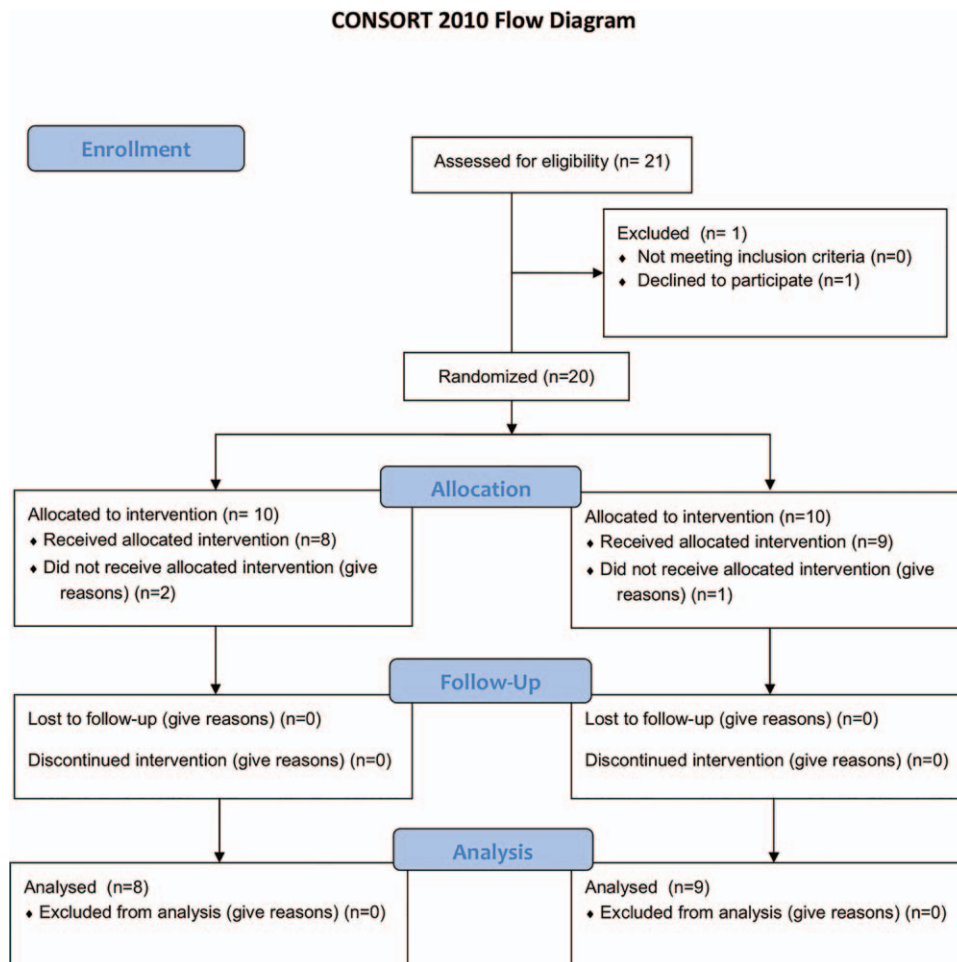 CONSORT 2010 Flow Diagram
Enrollment
Assessed for eligibility (n= 21)
Excluded (n= 1)
♦ Not meeting inclusion criteria (n=0)
♦ Declined to participate (n=1)
Randomized (n=20)
Allocation
Allocated to intervention (n= 10)
♦ Received allocated intervention (n=8)
♦ Did not receive allocated intervention (give
reasons) (n=2)
Allocated to intervention (n=10)
♦ Received allocated intervention (n=9)
♦ Did not receive allocated intervention (give
reasons) (n=1)
Follow-Up
Lost to follow-up (give reasons) (n=0)
Discontinued intervention (give reasons) (n=0)
Lost to follow-up (give reasons) (n=0)
Discontinued intervention (give reasons) (n=0)
Analysis
Analysed (n=8)
♦ Excluded from analysis (give reasons) (n=0)
Analysed (n=9)
♦ Excluded from analysis (give reasons) (n=0)